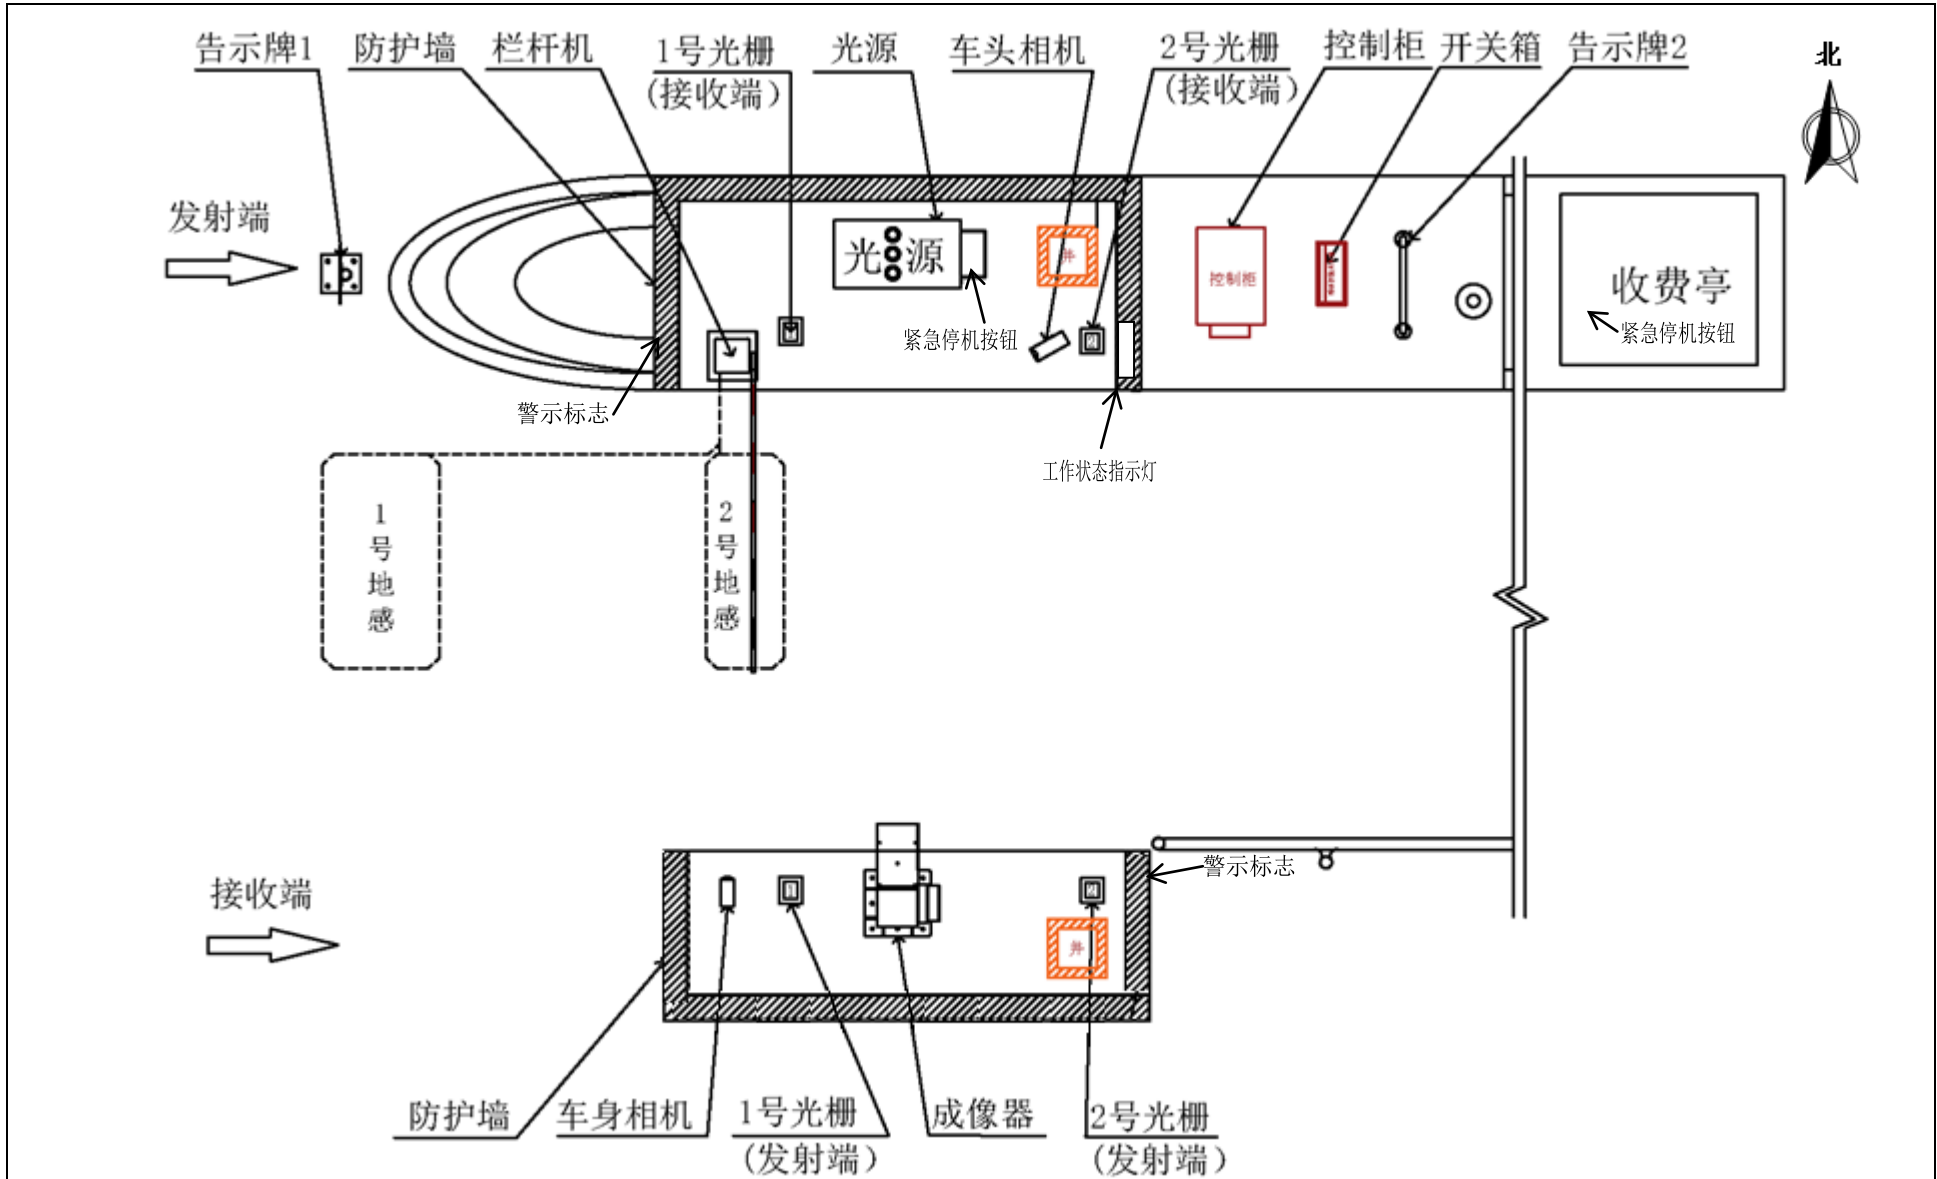 告示牌1
防护墙
栏杆机
1号光栅
(接收端)
光源
车头相机
2号光栅
(接收端)
控制柜
开关箱
告示牌2
北
发射端
光源
井
控制柜
收费亭
紧急停机按钮
紧急停机按钮
1
2
警示标志
工作状态指示灯
1号地感
2号地感
警示标志
接收端
1
2
井
防护墙
车身相机
1号光栅
(发射端)
成像器
2号光栅
(发射端)